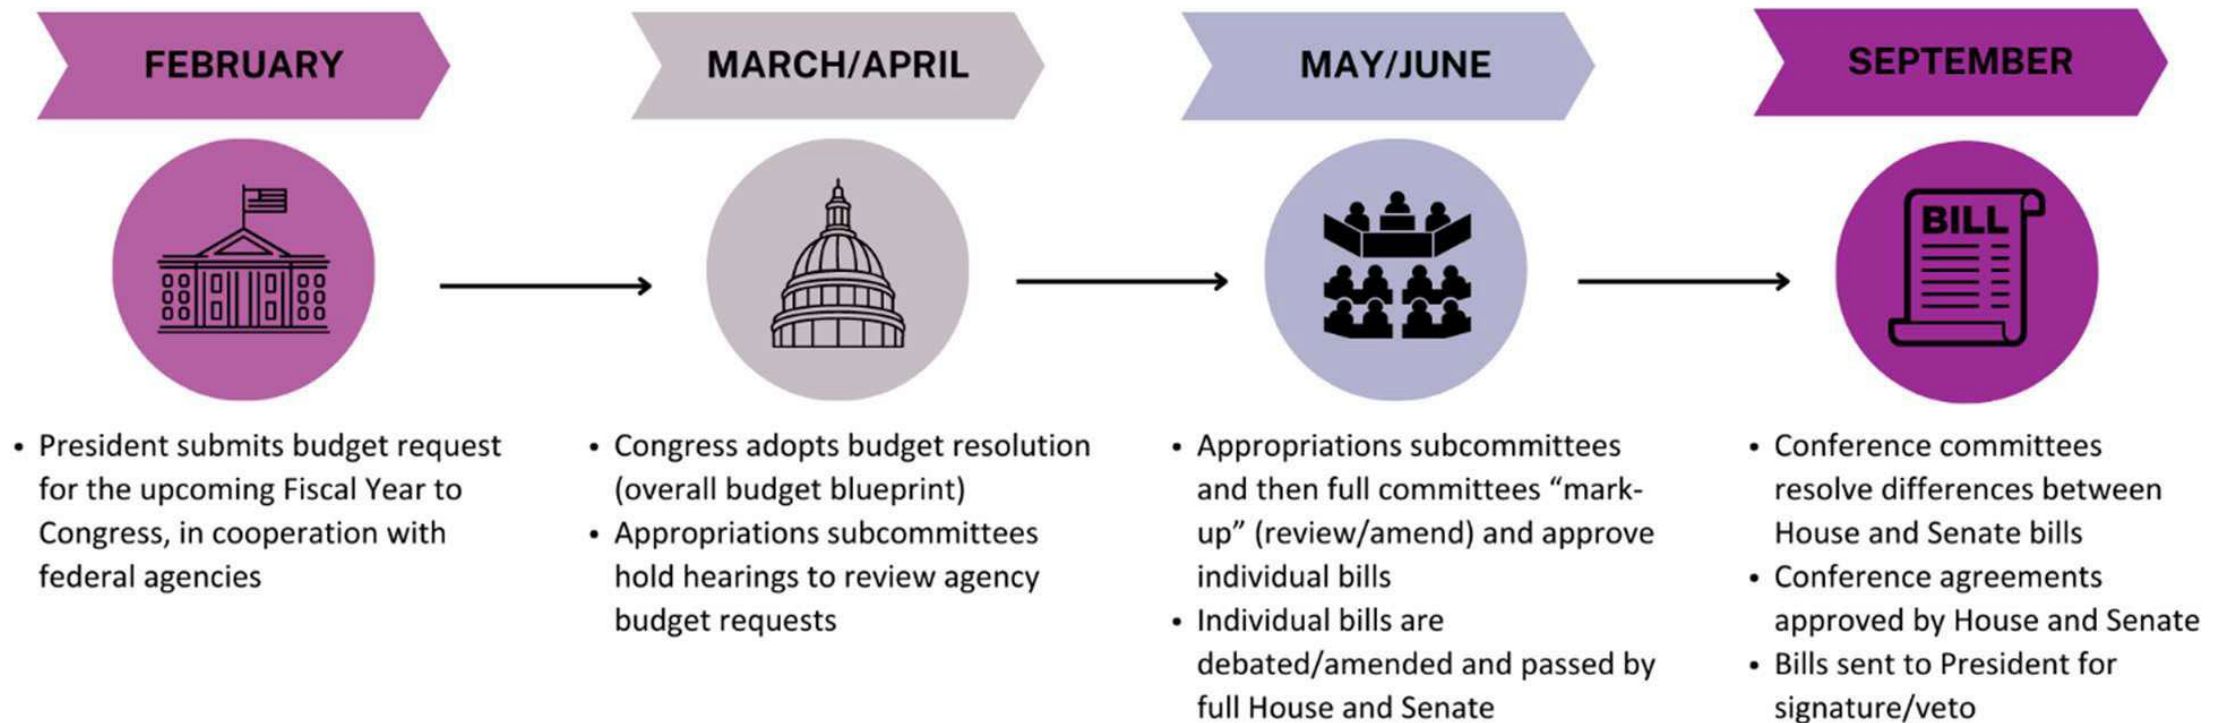 FEBRUARY
• President submits budget request
for the upcoming Fiscal Year to
Congress, in cooperation with
federal agencies
MARCH/APRIL
• Congress adopts budget resolution
(overall budget blueprint)
• Appropriations subcommittees
hold hearings to review agency
budget requests
MAY/JUNE
• Appropriations subcommittees
and then full committees “mark-
up” (review/amend) and approve
individual bills
• Individual bills are
debated/amended and passed by
full House and Senate
SEPTEMBER
BILL
• Conference committees
resolve differences between
House and Senate bills
• Conference agreements
approved by House and Senate
• Bills sent to President for
signature/veto